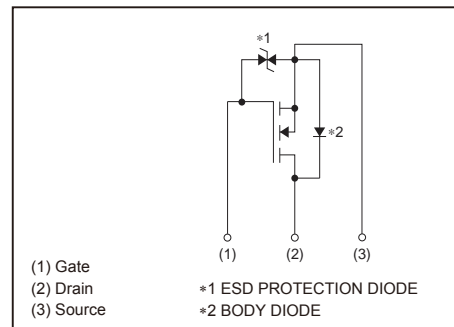 ∗1
∗2
(1) (2) (3)
(1) Gate
(2) Drain
(3) Source
∗1 ESD PROTECTION DIODE
∗2 BODY DIODE